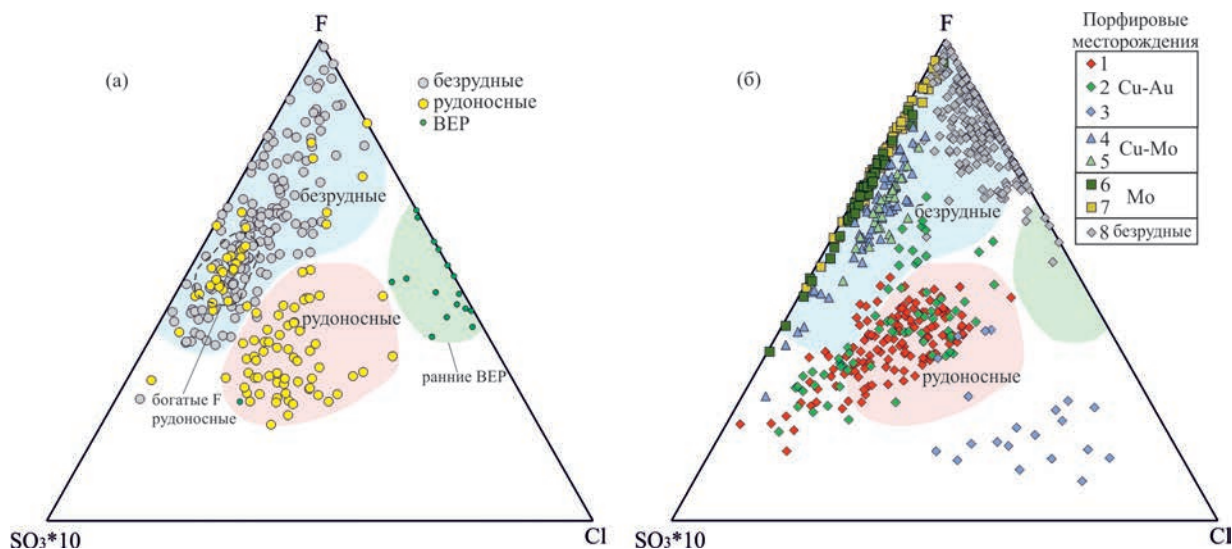 F
(а)
безрудные
рудоносные
ВЕР
безрудные
рудоносные
ранние ВЕР
богатые F
рудоносные
SO₃*10
Cl
F
(б)
Порфировые
месторождения
1
2 Cu-Au
3
4 Cu-Mo
5
6 Mo
7
8 безрудные
безрудные
рудоносные
SO₃*10
Cl